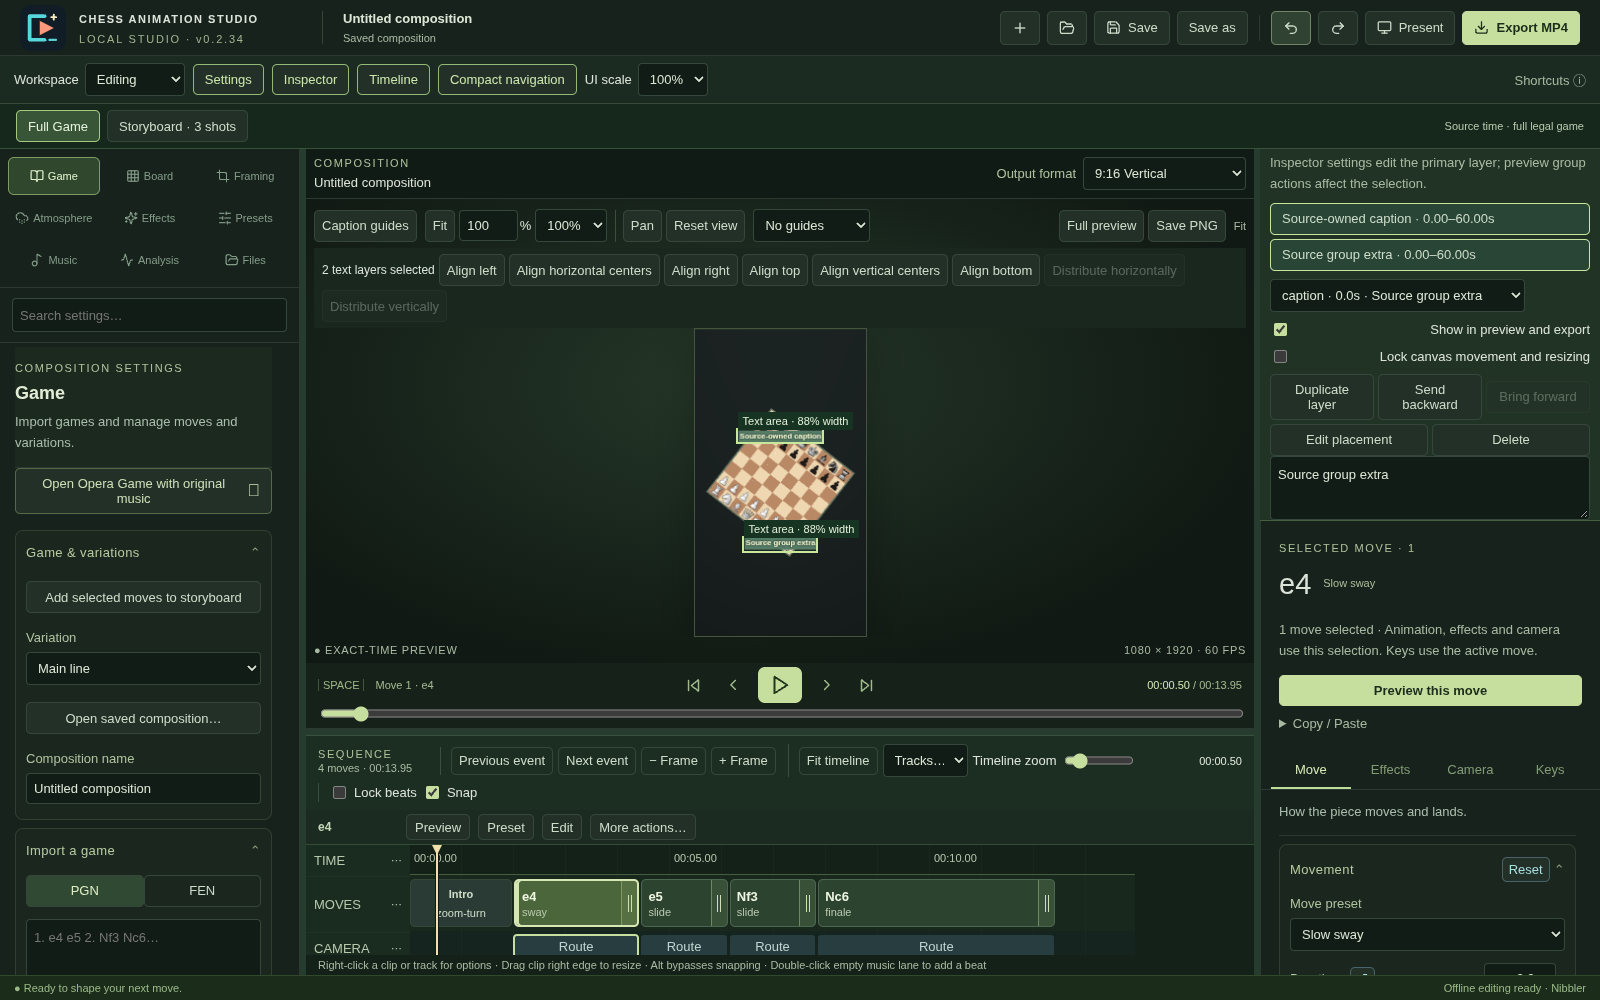 CHESS ANIMATION STUDIO
LOCAL STUDIO · v0.2.34
Untitled composition
Saved composition
Save
Save as
Present
Export MP4
Workspace
Editing
Settings
Inspector
Timeline
Compact navigation
UI scale
100%
Shortcuts ⓘ
Full Game
Storyboard · 3 shots
Source time · full legal game
Game
Board
Framing
Atmosphere
Effects
Presets
Music
Analysis
Files
Search settings…
COMPOSITION SETTINGS
Game
Import games and manage moves and
variations.
Open Opera Game with original
music
Game & variations
Add selected moves to storyboard
Variation
Main line
Open saved composition…
Composition name
Untitled composition
Import a game
PGN
FEN
1. e4 e5 2. Nf3 Nc6…
COMPOSITION
Untitled composition
Output format
9:16 Vertical
Caption guides
Fit
100
%
100%
Pan
Reset view
No guides
Full preview
Save PNG
Fit
2 text layers selected
Align left
Align horizontal centers
Align right
Align top
Align vertical centers
Align bottom
Distribute horizontally
Distribute vertically
Text area · 88% width
Source-owned caption
Text area · 88% width
Source group extra
● EXACT-TIME PREVIEW
1080 × 1920 · 60 FPS
SPACE
Move 1 · e4
00:00.50 / 00:13.95
SEQUENCE
4 moves · 00:13.95
Previous event
Next event
− Frame
+ Frame
Fit timeline
Tracks…
Timeline zoom
00:00.50
Lock beats
Snap
e4
Preview
Preset
Edit
More actions…
TIME
···
00:00.00
00:05.00
00:10.00
MOVES
···
Intro
zoom-turn
e4
sway
e5
slide
Nf3
slide
Nc6
finale
CAMERA
···
Route
Route
Route
Route
Right-click a clip or track for options · Drag clip right edge to resize · Alt bypasses snapping · Double-click empty music lane to add a beat
Inspector settings edit the primary layer; preview group
actions affect the selection.
Source-owned caption · 0.00–60.00s
Source group extra · 0.00–60.00s
caption · 0.0s · Source group extra
Show in preview and export
Lock canvas movement and resizing
Duplicate
layer
Send
backward
Bring forward
Edit placement
Delete
Source group extra
SELECTED MOVE · 1
e4
Slow sway
1 move selected · Animation, effects and camera
use this selection. Keys use the active move.
Preview this move
Copy / Paste
Move
Effects
Camera
Keys
How the piece moves and lands.
Movement
Reset
Move preset
Slow sway
● Ready to shape your next move.
Offline editing ready · Nibbler